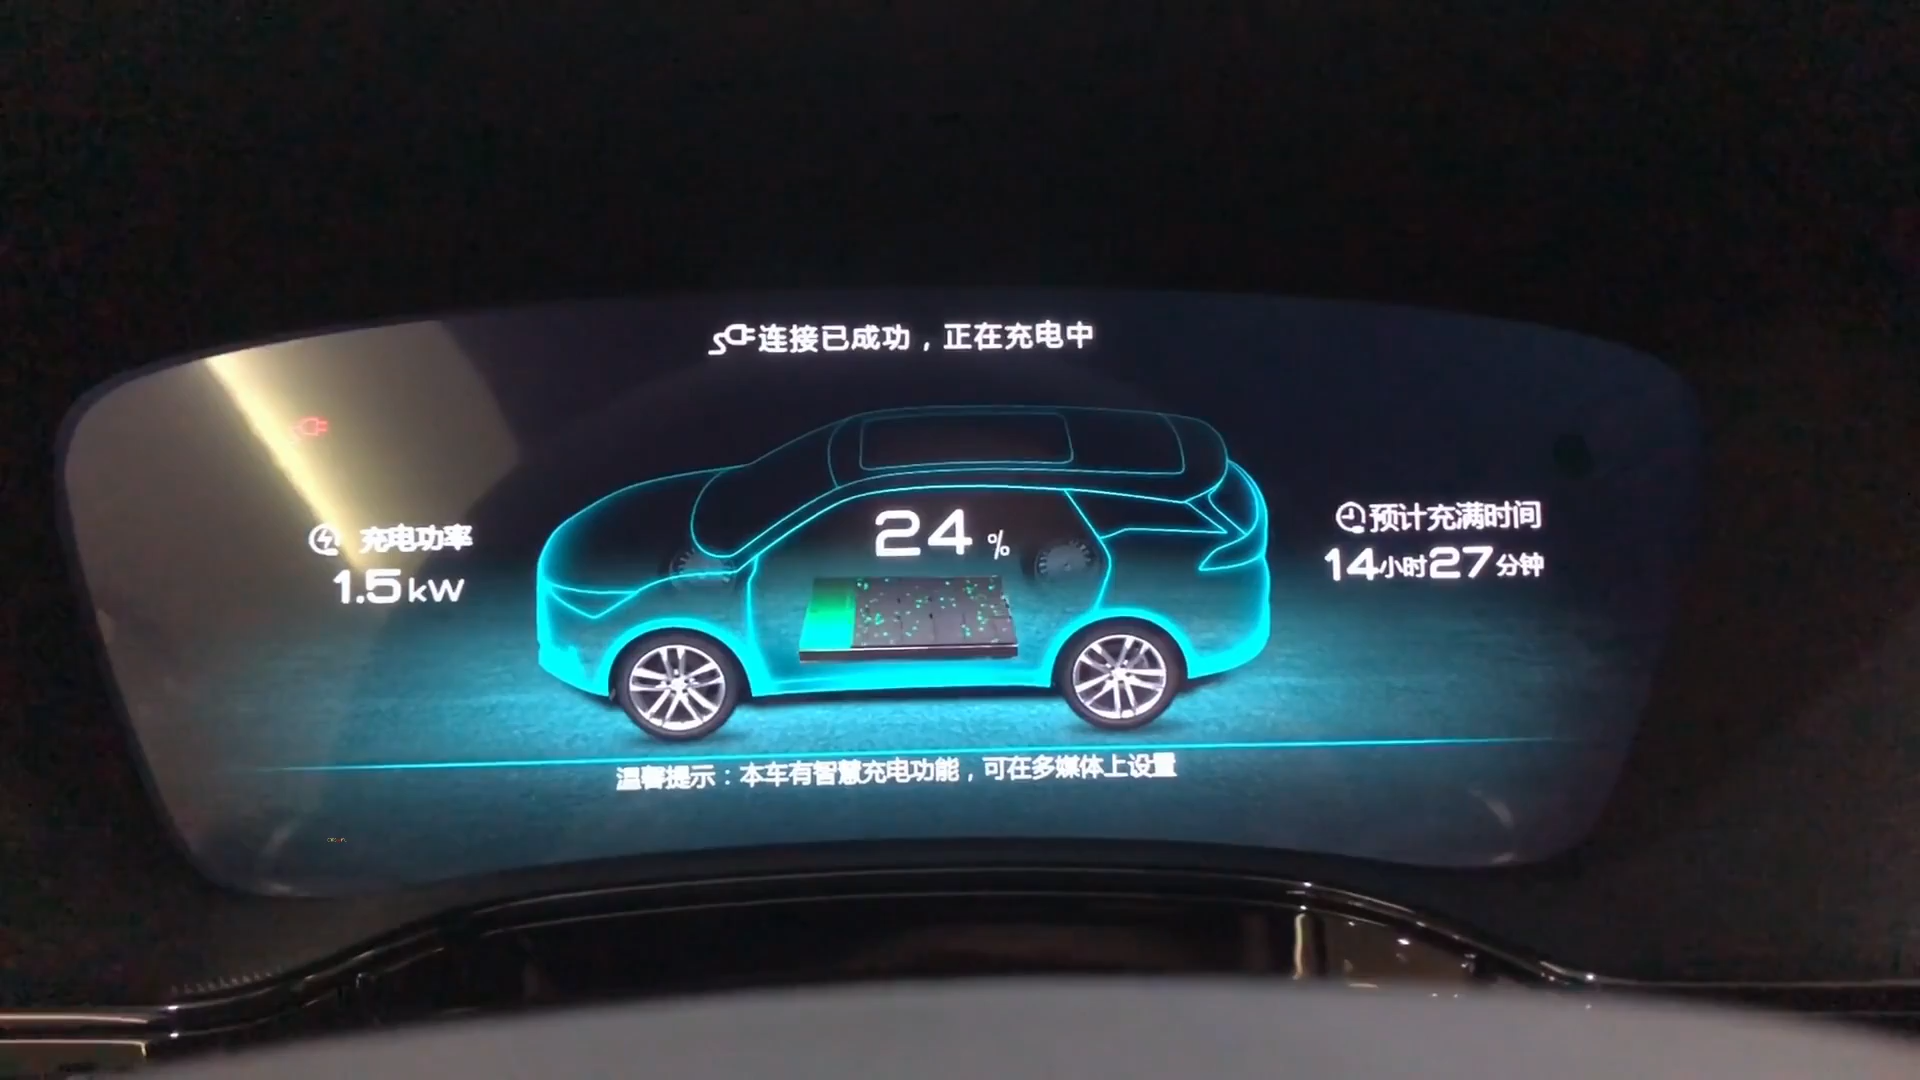 连接已成功，正在充电中
充电功率
1.5kW
24%
预计充满时间
14小时27分钟
温馨提示：本车有智慧充电功能，可在多媒体上设置